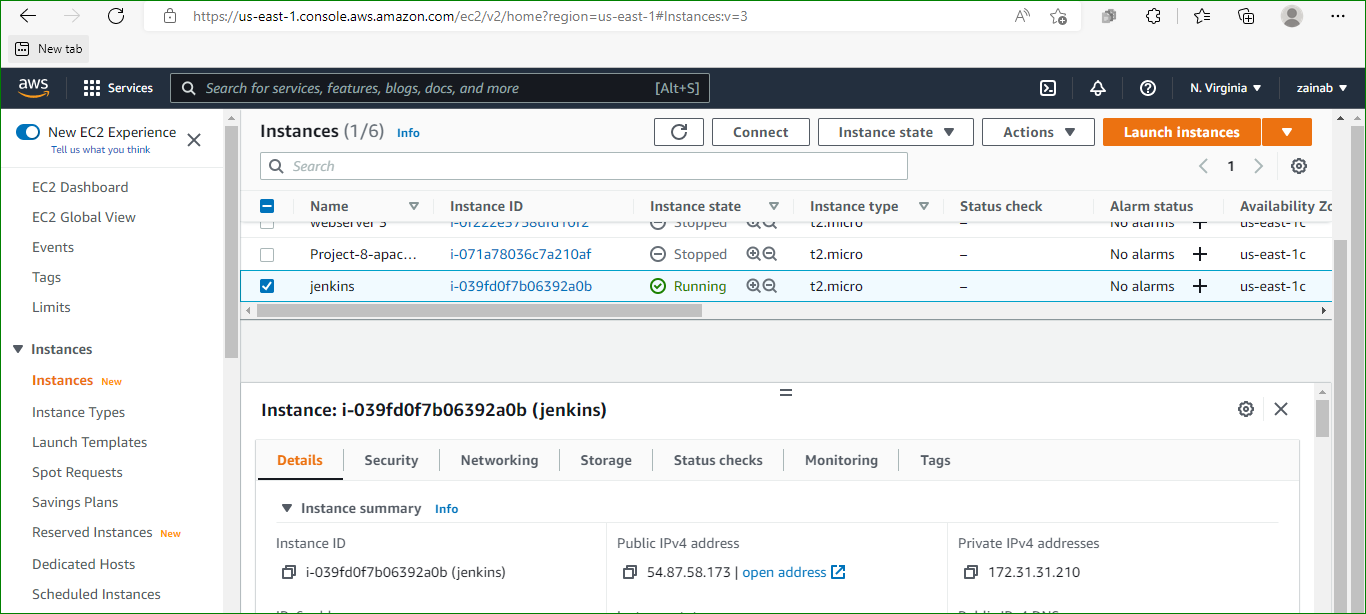 https://us-east-1.console.aws.amazon.com/ec2/v2/home?region=us-east-1#Instances:v=3
New tab
aws Services Search for services, features, blogs, docs, and more [Alt+S] N. Virginia zainab
New EC2 Experience
Tell us what you think
EC2 Dashboard
EC2 Global View
Events
Tags
Limits
Instances
Instances New
Instance Types
Launch Templates
Spot Requests
Savings Plans
Reserved Instances New
Dedicated Hosts
Scheduled Instances
Instances (1/6) Info Connect Instance state Actions Launch instances
Search 1
Name Instance ID Instance state Instance type Status check Alarm status Availability Zo
webserver 3 Stopped t2.micro – No alarms us-east-1c
Project-8-apac... i-071a78036c7a210af Stopped t2.micro – No alarms us-east-1c
jenkins i-039fd0f7b06392a0b Running t2.micro – No alarms us-east-1c
Instance: i-039fd0f7b06392a0b (jenkins)
Details Security Networking Storage Status checks Monitoring Tags
Instance summary Info
Instance ID Public IPv4 address Private IPv4 addresses
i-039fd0f7b06392a0b (jenkins) 54.87.58.173 | open address 172.31.31.210